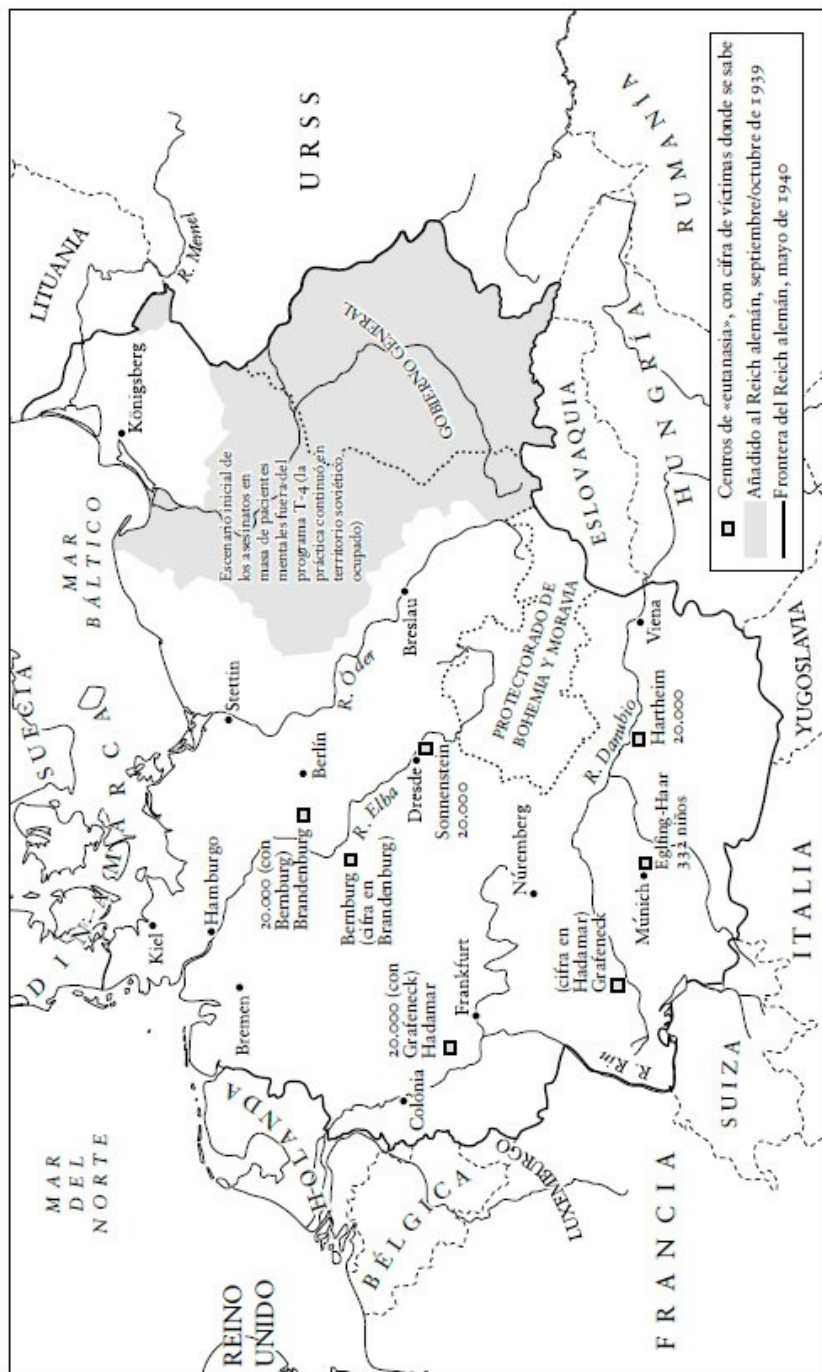 MAR
DEL
NORTE
REINO
UNIDO
HOLANDA
BÉLGICA
LUXEMBURGO
FRANCIA
SUIZA
ITALIA
DINAMARCA
SUECIA
MAR
BÁLTICO
LITUANIA
R. Memel
URSS
Kiel
Hamburgo
Bremen
Stettin
Königsberg
Berlín
20.000 (con
Bernburg)
Brandenburg
Bernburg
(cifra en
Brandenburg)
R. Elba
R. Óder
Dresde
Sonnenstein
20.000
Breslau
Escenario inicial de
los asesinatos en
masa de pacientes
mentales fuera del
programa T-4 (la
práctica continuó en
territorio soviético
ocupado)
GOBIERNO GENERAL
Colonia
20.000 (con
Grafeneck)
Hadamar
Frankfurt
Núremberg
PROTECTORADO DE
BOHEMIA Y MORAVIA
(cifra en
Hadamar)
Grafeneck
R. Rin
Múnich
Eglfing-Haar
332 niños
R. Danubio
Hartheim
20.000
Viena
ESLOVAQUIA
HUNGRÍA
RUMANÍA
YUGOSLAVIA
Centros de «eutanasia», con cifra de víctimas donde se sabe
Añadido al Reich alemán, septiembre/octubre de 1939
Frontera del Reich alemán, mayo de 1940